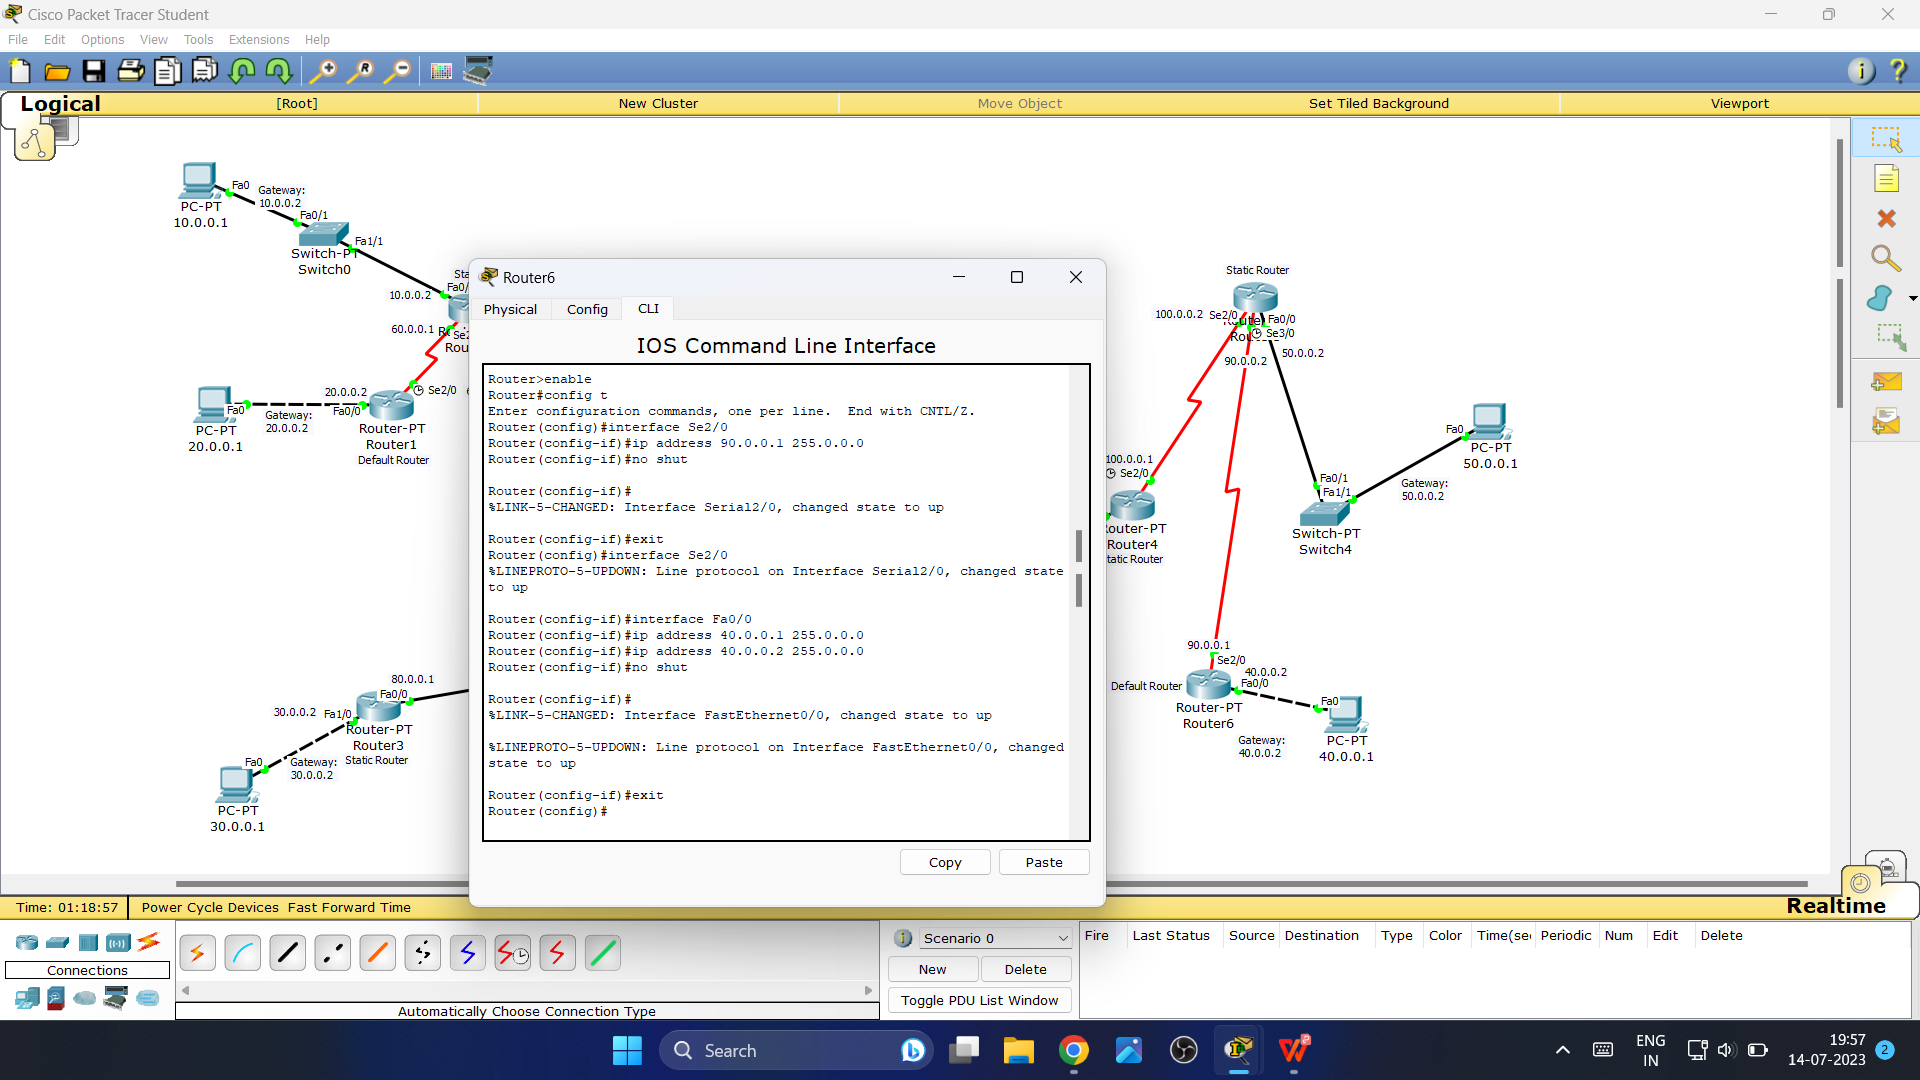 Cisco Packet Tracer Student
File Edit Options View Tools Extensions Help
Logical [Root] New Cluster Move Object Set Tiled Background Viewport
Fa0
Gateway:
10.0.0.2
PC-PT
10.0.0.1
Fa0/1
Fa1/1
Switch-PT
Switch0
10.0.0.2
60.0.0.1
20.0.0.2
Se2/0
Fa0
Gateway:
20.0.0.2
Fa0/0
PC-PT
20.0.0.1
Router-PT
Router1
Default Router
80.0.0.1
Fa0/0
30.0.0.2 Fa1/0
Router-PT
Router3
Static Router
Fa0
Gateway:
30.0.0.2
PC-PT
30.0.0.1
Router6
Physical Config CLI
IOS Command Line Interface
Router>enable
Router#config t
Enter configuration commands, one per line.  End with CNTL/Z.
Router(config)#interface Se2/0
Router(config-if)#ip address 90.0.0.1 255.0.0.0
Router(config-if)#no shut
Router(config-if)#
%LINK-5-CHANGED: Interface Serial2/0, changed state to up
Router(config-if)#exit
Router(config)#interface Se2/0
%LINEPROTO-5-UPDOWN: Line protocol on Interface Serial2/0, changed state
to up
Router(config-if)#interface Fa0/0
Router(config-if)#ip address 40.0.0.1 255.0.0.0
Router(config-if)#ip address 40.0.0.2 255.0.0.0
Router(config-if)#no shut
Router(config-if)#
%LINK-5-CHANGED: Interface FastEthernet0/0, changed state to up
%LINEPROTO-5-UPDOWN: Line protocol on Interface FastEthernet0/0, changed
state to up
Router(config-if)#exit
Router(config)#
Copy Paste
Static Router
100.0.0.2 Se2/0
Fa0/0
Se3/0
90.0.0.2
50.0.0.2
100.0.0.1
Se2/0
Router4
Fa0
PC-PT
50.0.0.1
Gateway:
50.0.0.2
Fa0/1
Fa1/1
Switch-PT
Switch4
90.0.0.1
Se2/0
40.0.0.2
Fa0/0
Default Router
Router-PT
Router6
Gateway:
40.0.0.2
Fa0
PC-PT
40.0.0.1
Time: 01:18:57 Power Cycle Devices Fast Forward Time
Realtime
Connections
Automatically Choose Connection Type
Scenario 0
New Delete
Toggle PDU List Window
Fire Last Status Source Destination Type Color Time(sec Periodic Num Edit Delete
Search
ENG
IN
19:57
14-07-2023
2